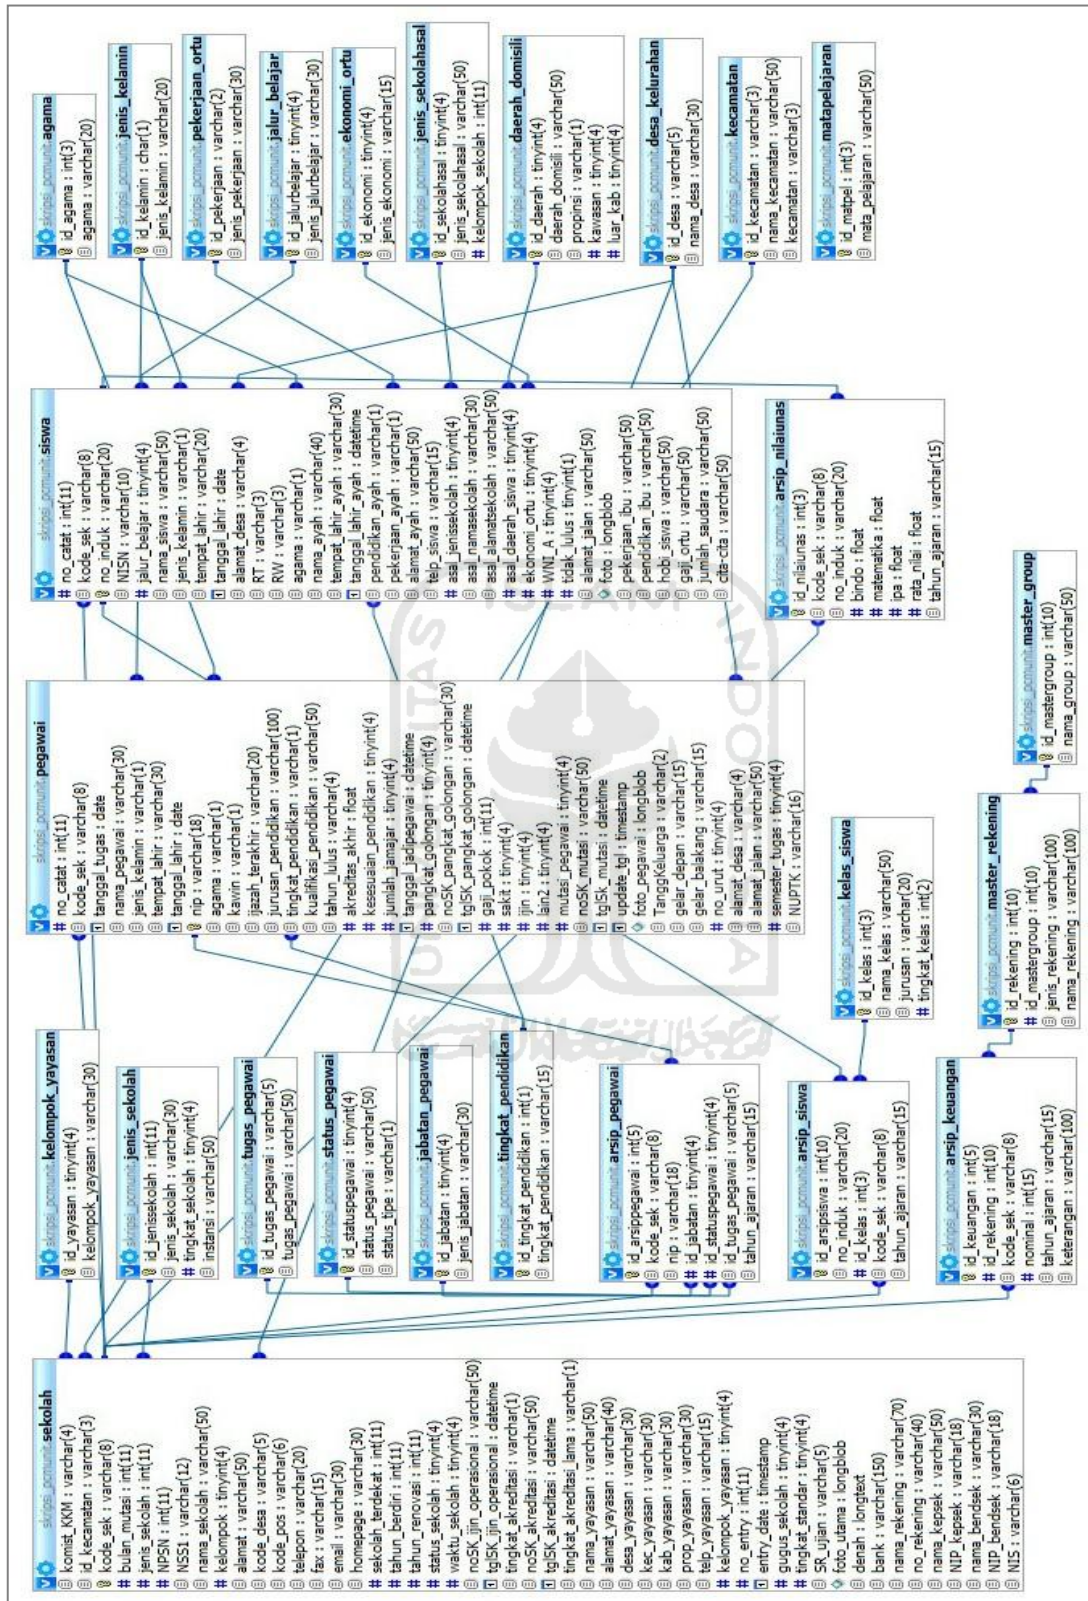 skripsi_pcmunit.sekolah
komist_KKM : varchar(4)
id_kecamatan : varchar(3)
kode_sek : varchar(8)
bulan_mutasi : int(11)
jenis_sekolah : int(11)
NPSN : int(11)
NSS1 : varchar(12)
nama_sekolah : varchar(50)
kelompok : tinyint(4)
alamat : varchar(50)
kode_desa : varchar(5)
kode_pos : varchar(6)
telepon : varchar(20)
fax : varchar(15)
email : varchar(30)
homepage : varchar(30)
sekolah_terdekat : int(11)
tahun_berdiri : int(11)
tahun_renovasi : int(11)
status_sekolah : tinyint(4)
waktu_sekolah : tinyint(4)
noSK_ijin_operasional : varchar(50)
tglSK_ijin_operasional : datetime
tingkat_akreditasi : varchar(1)
noSK_akreditasi : varchar(50)
tglSK_akreditasi : datetime
tingkat_akreditasi_lama : varchar(1)
nama_yayasan : varchar(50)
alamat_yayasan : varchar(40)
desa_yayasan : varchar(30)
kec_yayasan : varchar(30)
kab_yayasan : varchar(30)
prop_yayasan : varchar(30)
telp_yayasan : varchar(15)
kelompok_yayasan : tinyint(4)
no_entry : int(11)
entry_date : timestamp
gugus_sekolah : tinyint(4)
tingkat_standar : tinyint(4)
SR_ujian : varchar(5)
foto_utama : longblob
denah : longtext
bank : varchar(150)
nama_rekening : varchar(70)
no_rekening : varchar(40)
nama_kepsek : varchar(50)
NIP_kepsek : varchar(18)
nama_bendsek : varchar(30)
NIP_bendsek : varchar(18)
NIS : varchar(6)
skripsi_pcmunit.kelompok_yayasan
id_yayasan : tinyint(4)
kelompok_yayasan : varchar(30)
skripsi_pcmunit.jenis_sekolah
id_jenissekolah : int(11)
jenis_sekolah : varchar(30)
tingkat_sekolah : tinyint(4)
instansi : varchar(50)
skripsi_pcmunit.tugas_pegawai
id_tugas_pegawai : varchar(5)
tugas_pegawai : varchar(50)
skripsi_pcmunit.status_pegawai
id_statuspegawai : tinyint(4)
status_pegawai : varchar(50)
status_tipe : varchar(1)
skripsi_pcmunit.jabatan_pegawai
id_jabatan : tinyint(4)
jenis_jabatan : varchar(30)
skripsi_pcmunit.tingkat_pendidikan
id_tingkat_pendidikan : int(1)
tingkat_pendidikan : varchar(15)
skripsi_pcmunit.arsip_pegawai
id_arsippegawai : int(5)
kode_sek : varchar(8)
nip : varchar(18)
id_jabatan : tinyint(4)
id_statuspegawai : tinyint(4)
id_tugas_pegawai : varchar(5)
tahun_ajaran : varchar(15)
skripsi_pcmunit.arsip_siswa
id_arsipsiswa : int(10)
no_induk : varchar(20)
id_kelas : int(3)
kode_sek : varchar(8)
tahun_ajaran : varchar(15)
skripsi_pcmunit.arsip_keuangan
id_keuangan : int(5)
id_rekening : int(10)
kode_sek : varchar(8)
nominal : int(15)
tahun_ajaran : varchar(15)
keterangan : varchar(100)
skripsi_pcmunit.pegawai
no_catat : int(11)
kode_sek : varchar(8)
tanggal_tugas : date
nama_pegawai : varchar(30)
jenis_kelamin : varchar(1)
tempat_lahir : varchar(30)
tanggal_lahir : date
nip : varchar(18)
agama : varchar(1)
kawin : varchar(1)
ijazah_terakhir : varchar(20)
jurusan_pendidikan : varchar(100)
tingkat_pendidikan : varchar(1)
kualifikasi_pendidikan : varchar(50)
tahun_lulus : varchar(4)
akreditas_akhir : float
kesesuaian_pendidikan : tinyint(4)
jumlah_jamajar : tinyint(4)
tanggal_jadipegawai : datetime
pangkat_golongan : tinyint(4)
noSK_pangkat_golongan : varchar(30)
tglSK_pangkat_golongan : datetime
gaji_pokok : int(11)
sakit : tinyint(4)
ijin : tinyint(4)
lain2 : tinyint(4)
mutasi_pegawai : tinyint(4)
noSK_mutasi : varchar(50)
tglSK_mutasi : datetime
update_tgl : timestamp
foto_pegawai : longblob
TanggKeluarga : varchar(2)
gelar_depan : varchar(15)
gelar_balakang : varchar(15)
no_urut : tinyint(4)
alamat_desa : varchar(4)
alamat_jalan : varchar(50)
semester_tugas : tinyint(4)
NUPTK : varchar(16)
skripsi_pcmunit.kelas_siswa
id_kelas : int(3)
nama_kelas : varchar(50)
jurusan : varchar(20)
tingkat_kelas : int(2)
skripsi_pcmunit.master_rekening
id_rekening : int(10)
id_mastergroup : int(10)
jenis_rekening : varchar(100)
nama_rekening : varchar(100)
skripsi_pcmunit.master_group
id_mastergroup : int(10)
nama_group : varchar(50)
skripsi_pcmunit.siswa
no_catat : int(11)
kode_sek : varchar(8)
no_induk : varchar(20)
NISN : varchar(10)
jalur_belajar : tinyint(4)
nama_siswa : varchar(50)
jenis_kelamin : varchar(1)
tempat_lahir : varchar(20)
tanggal_lahir : date
alamat_desa : varchar(4)
RT : varchar(3)
RW : varchar(3)
agama : varchar(1)
nama_ayah : varchar(40)
tempat_lahir_ayah : varchar(30)
tanggal_lahir_ayah : datetime
pendidikan_ayah : varchar(1)
pekerjaan_ayah : varchar(1)
alamat_ayah : varchar(50)
telp_siswa : varchar(15)
asal_jenissekolah : tinyint(4)
asal_namasekolah : varchar(30)
asal_alamatsekolah : varchar(50)
asal_daerah_siswa : tinyint(4)
ekonomi_ortu : tinyint(4)
WNI_A : tinyint(4)
tidak_lulus : tinyint(1)
alamat_jalan : varchar(50)
foto : longblob
pekerjaan_ibu : varchar(50)
pendidikan_ibu : varchar(50)
hobi_siswa : varchar(50)
gaji_ortu : varchar(50)
jumlah_saudara : varchar(50)
cita-cita : varchar(50)
skripsi_pcmunit.arsip_nilaiunas
id_nilaiunas : int(3)
kode_sek : varchar(8)
no_induk : varchar(20)
bindo : float
matematika : float
ipa : float
rata_nilai : float
tahun_ajaran : varchar(15)
skripsi_pcmunit.agama
id_agama : int(3)
agama : varchar(20)
skripsi_pcmunit.jenis_kelamin
id_kelamin : char(1)
jenis_kelamin : varchar(20)
skripsi_pcmunit.pekerjaan_ortu
id_pekerjaan : varchar(2)
jenis_pekerjaan : varchar(30)
skripsi_pcmunit.jalur_belajar
id_jalurbelajar : tinyint(4)
jenis_jalurbelajar : varchar(30)
skripsi_pcmunit.ekonomi_ortu
id_ekonomi : tinyint(4)
jenis_ekonomi : varchar(15)
skripsi_pcmunit.jenis_sekolahasal
id_sekolahasal : tinyint(4)
jenis_sekolahasal : varchar(50)
kelompok_sekolah : int(11)
skripsi_pcmunit.daerah_domisili
id_daerah : tinyint(4)
daerah_domisili : varchar(50)
propinsi : varchar(1)
kawasan : tinyint(4)
luar_kab : tinyint(4)
skripsi_pcmunit.desa_kelurahan
id_desa : varchar(5)
nama_desa : varchar(30)
skripsi_pcmunit.kecamatan
id_kecamatan : varchar(3)
nama_kecamatan : varchar(50)
kecamatan : varchar(3)
skripsi_pcmunit.matapelajaran
id_matpel : int(3)
mata_pelajaran : varchar(50)